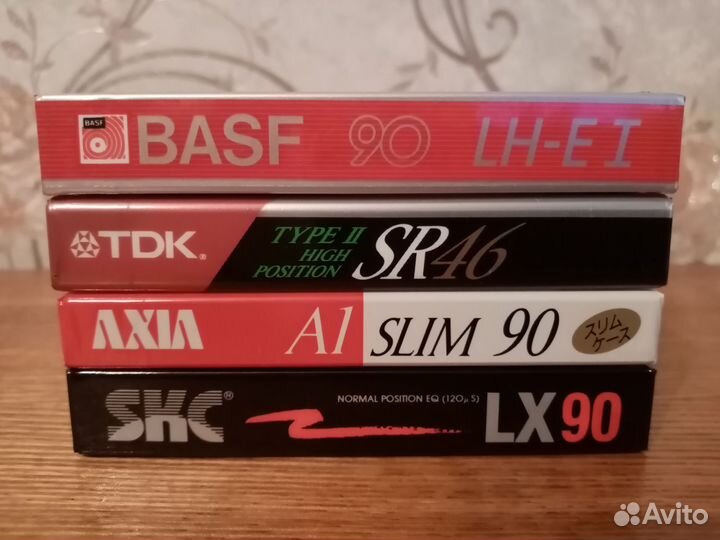 BASF
BASF 90 LH-E I
TDK® TYPE II HIGH POSITION SR46
AXIA A1 SLIM 90 スリムケース
SKC® NORMAL POSITION EQ (120μS) LX90
Avito